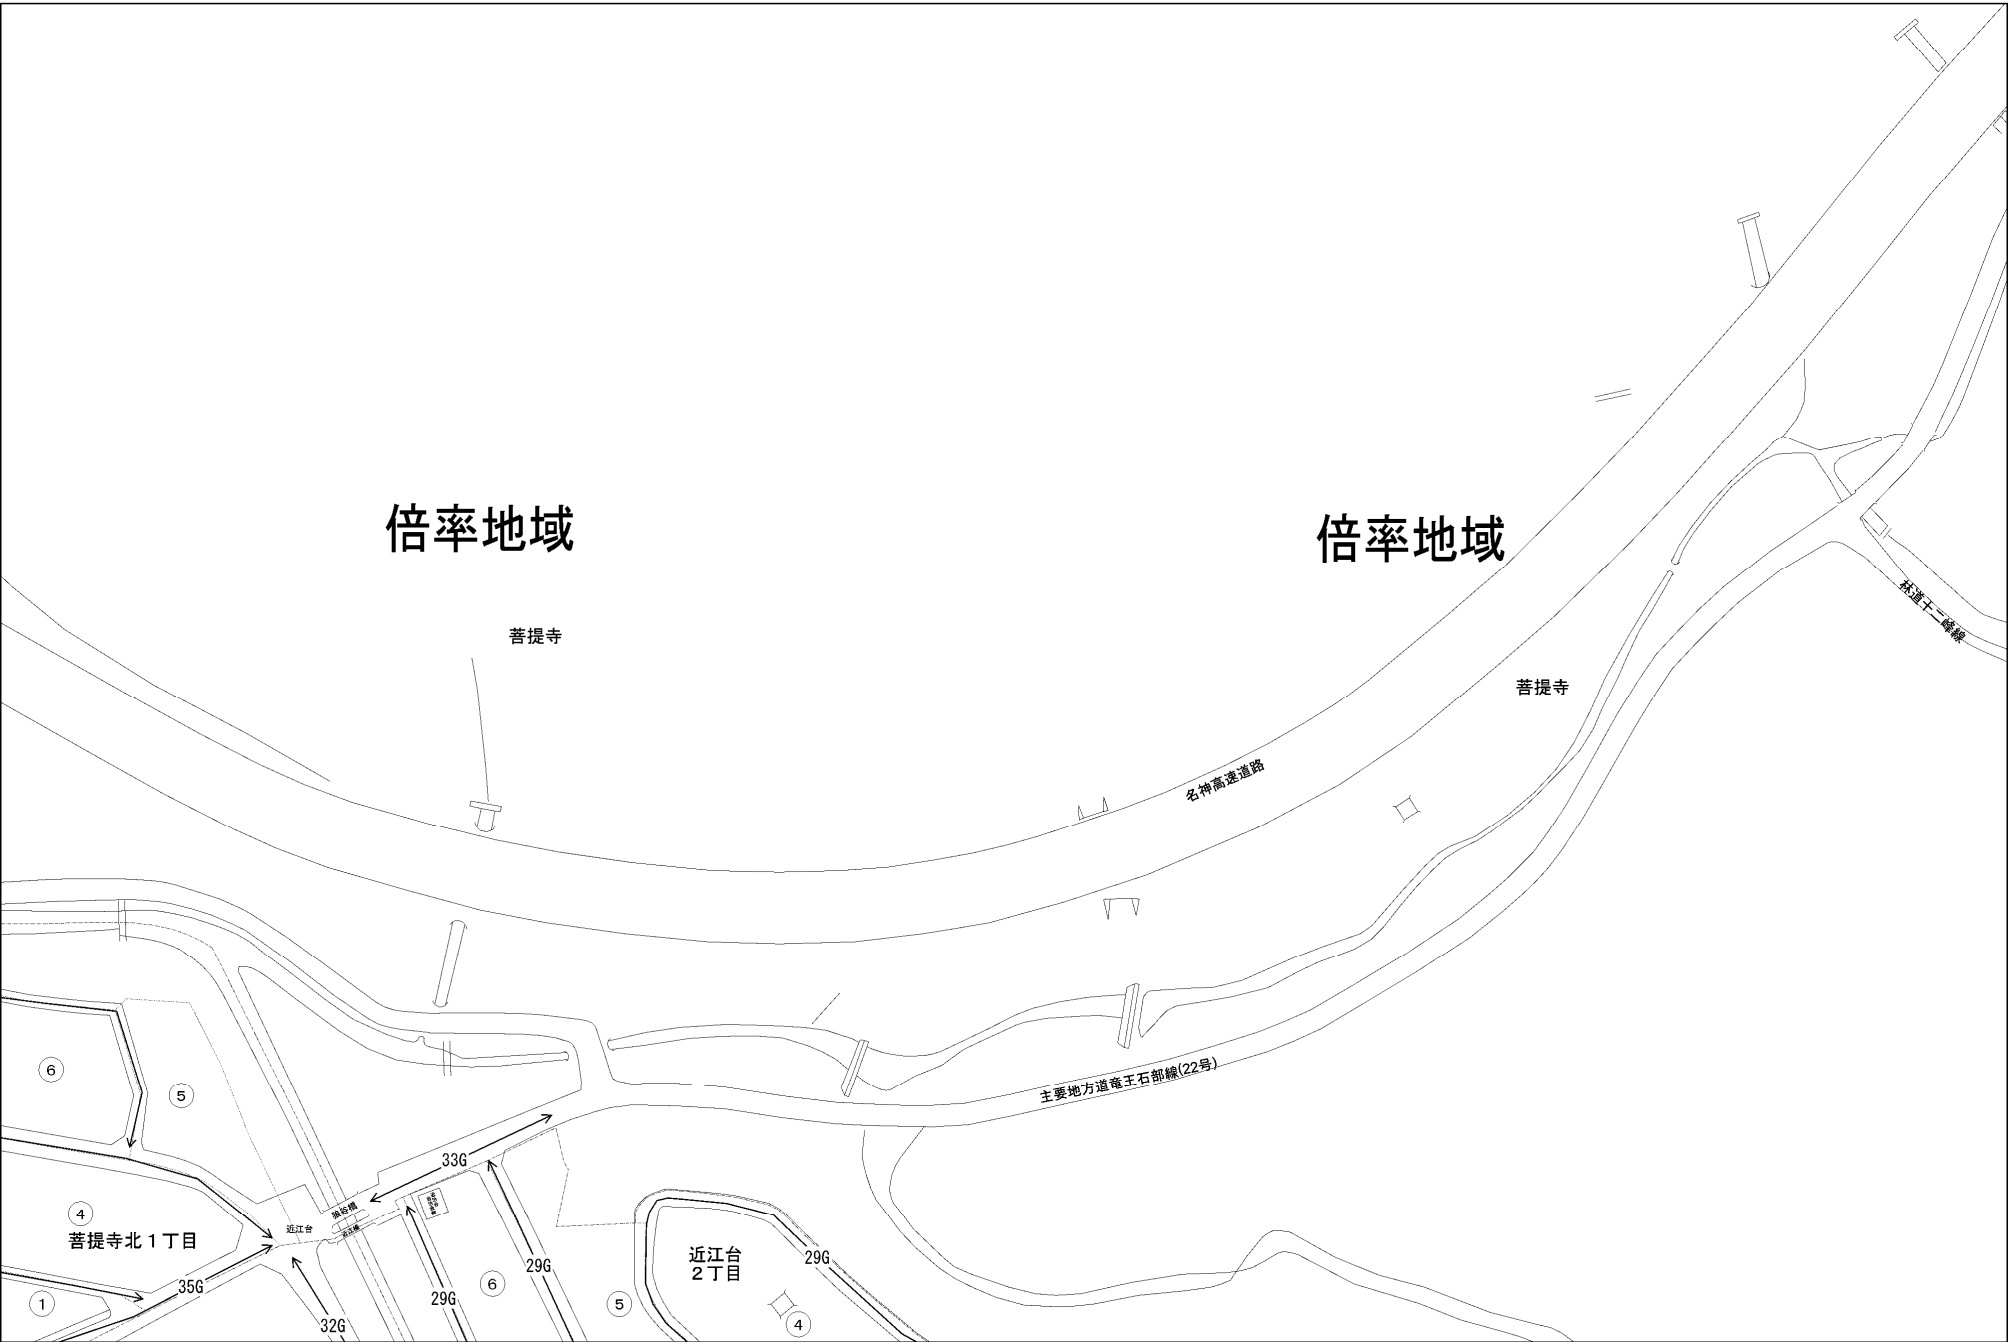 倍率地域
倍率地域
林道十二峰線
菩提寺
菩提寺
名神高速道路
主要地方道竜王石部線(22号)
6
5
33G
4
菩提寺北1丁目
近江台
35G
1
32G
29G
29G
6
5
近江台
2丁目
29G
4